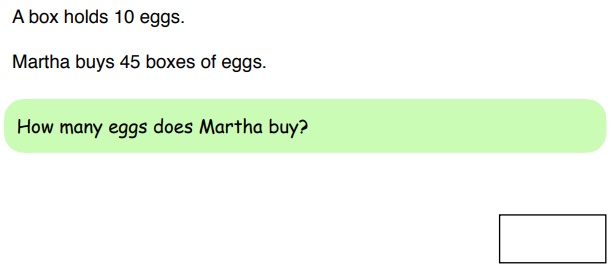 A box holds 10 eggs.
Martha buys 45 boxes of eggs.
How many eggs does Martha buy?